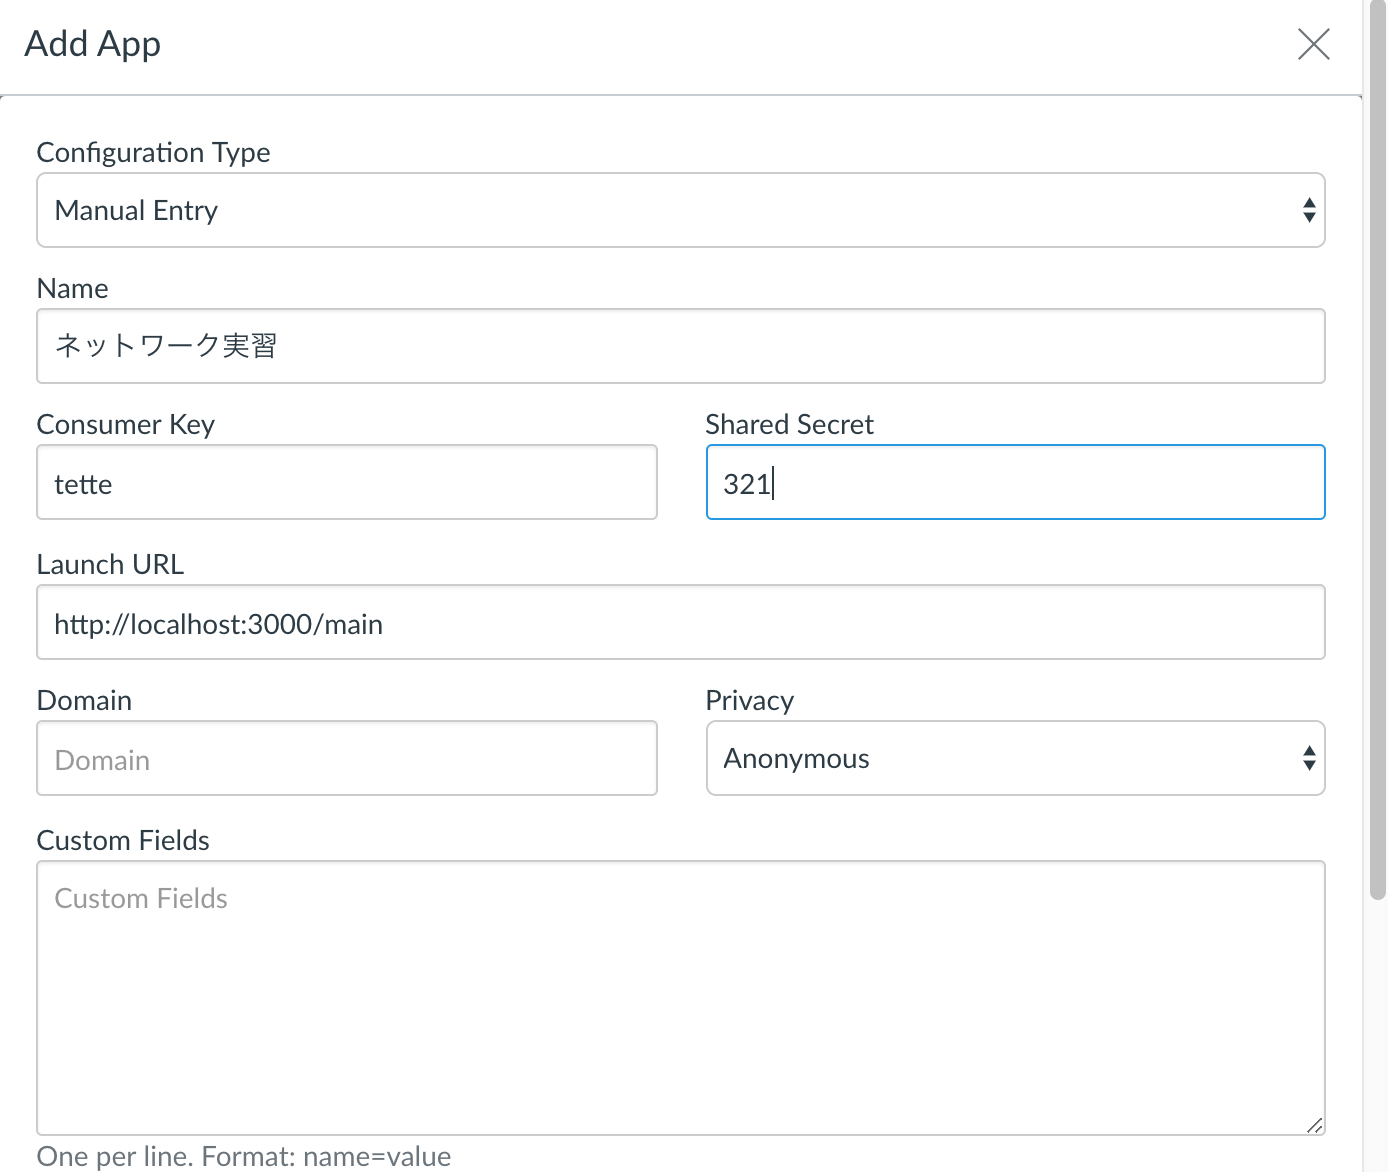 Add App
Configuration Type
Manual Entry
Name
ネットワーク実習
Consumer Key
Shared Secret
tette
321
Launch URL
http://localhost:3000/main
Domain
Privacy
Domain
Anonymous
Custom Fields
Custom Fields
One per line. Format: name=value